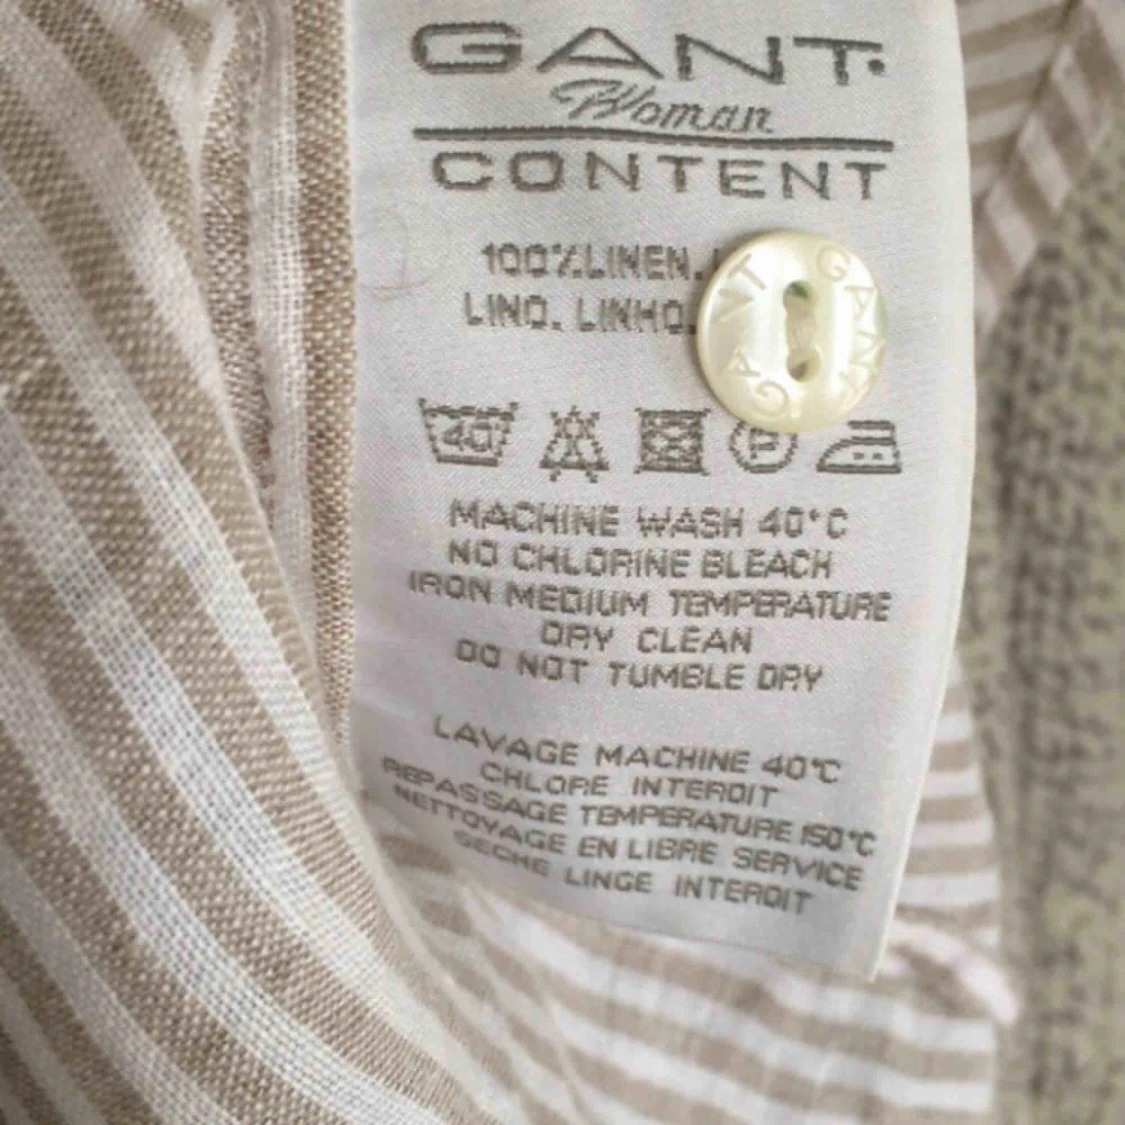 GANT.
Woman
CONTENT
100%LINEN.
LINO. LINHO.
GANT GANT
40
P
MACHINE WASH 40°C
NO CHLORINE BLEACH
IRON MEDIUM TEMPERATURE
DRY CLEAN
DO NOT TUMBLE DRY
LAVAGE MACHINE 40°C
CHLORE INTERDIT
REPASSAGE TEMPERATURE 150°C
NETTOYAGE EN LIBRE SERVICE
SECHE LINGE INTERDIT